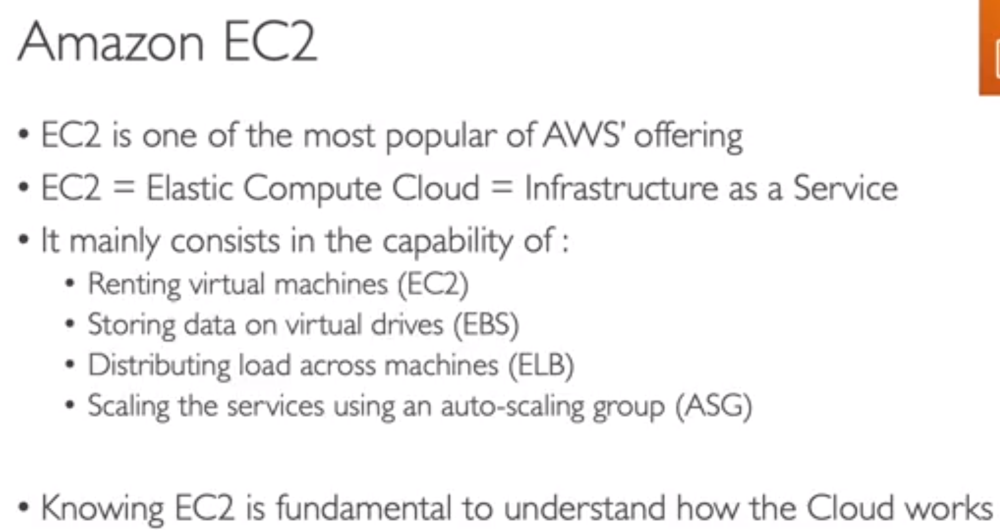 Amazon EC2
• EC2 is one of the most popular of AWS’ offering
• EC2 = Elastic Compute Cloud = Infrastructure as a Service
• It mainly consists in the capability of :
• Renting virtual machines (EC2)
• Storing data on virtual drives (EBS)
• Distributing load across machines (ELB)
• Scaling the services using an auto-scaling group (ASG)
• Knowing EC2 is fundamental to understand how the Cloud works